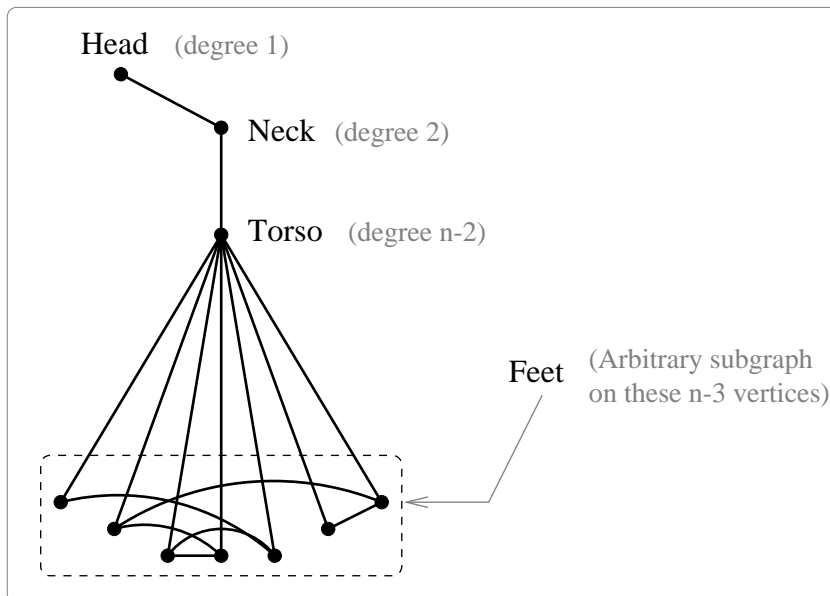 Head (degree 1)
Neck (degree 2)
Torso (degree n-2)
Feet (Arbitrary subgraph
on these n-3 vertices)